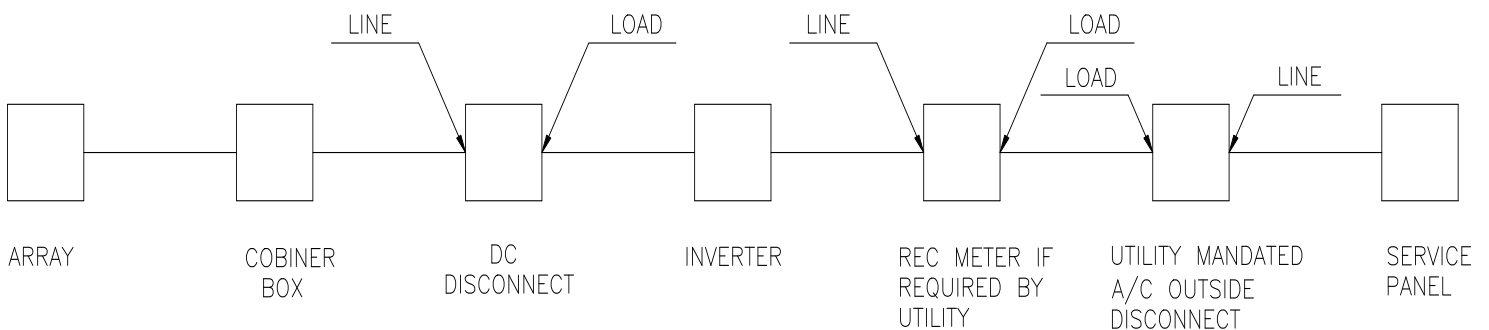 LINE
LOAD
LINE
LOAD
LOAD
LINE
ARRAY
COBINER
BOX
DC
DISCONNECT
INVERTER
REC METER IF
REQUIRED BY
UTILITY
UTILITY MANDATED
A/C OUTSIDE
DISCONNECT
SERVICE
PANEL